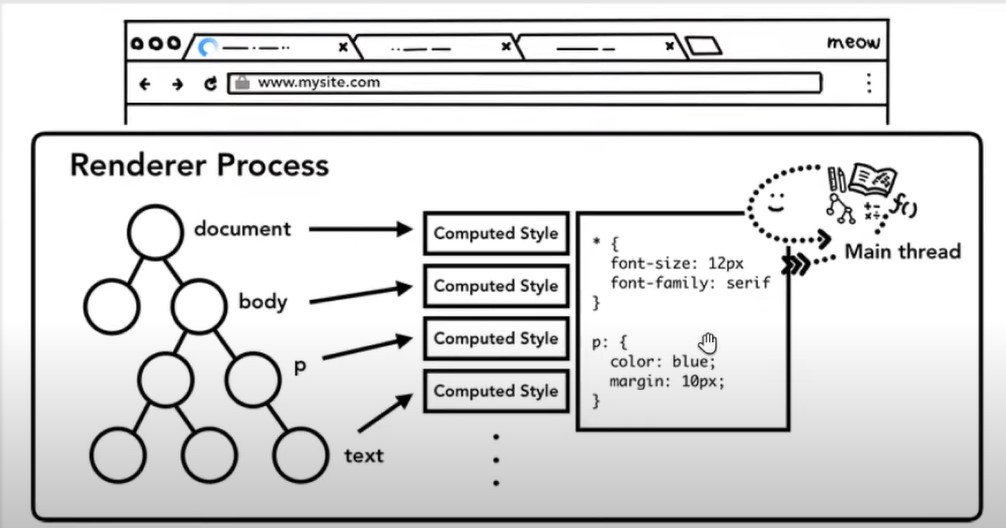 meow
www.mysite.com
Renderer Process
document
body
p
text
Computed Style
Computed Style
Computed Style
Computed Style
* {
font-size: 12px
font-family: serif
}
p: {
color: blue;
margin: 10px;
}
f()
Main thread